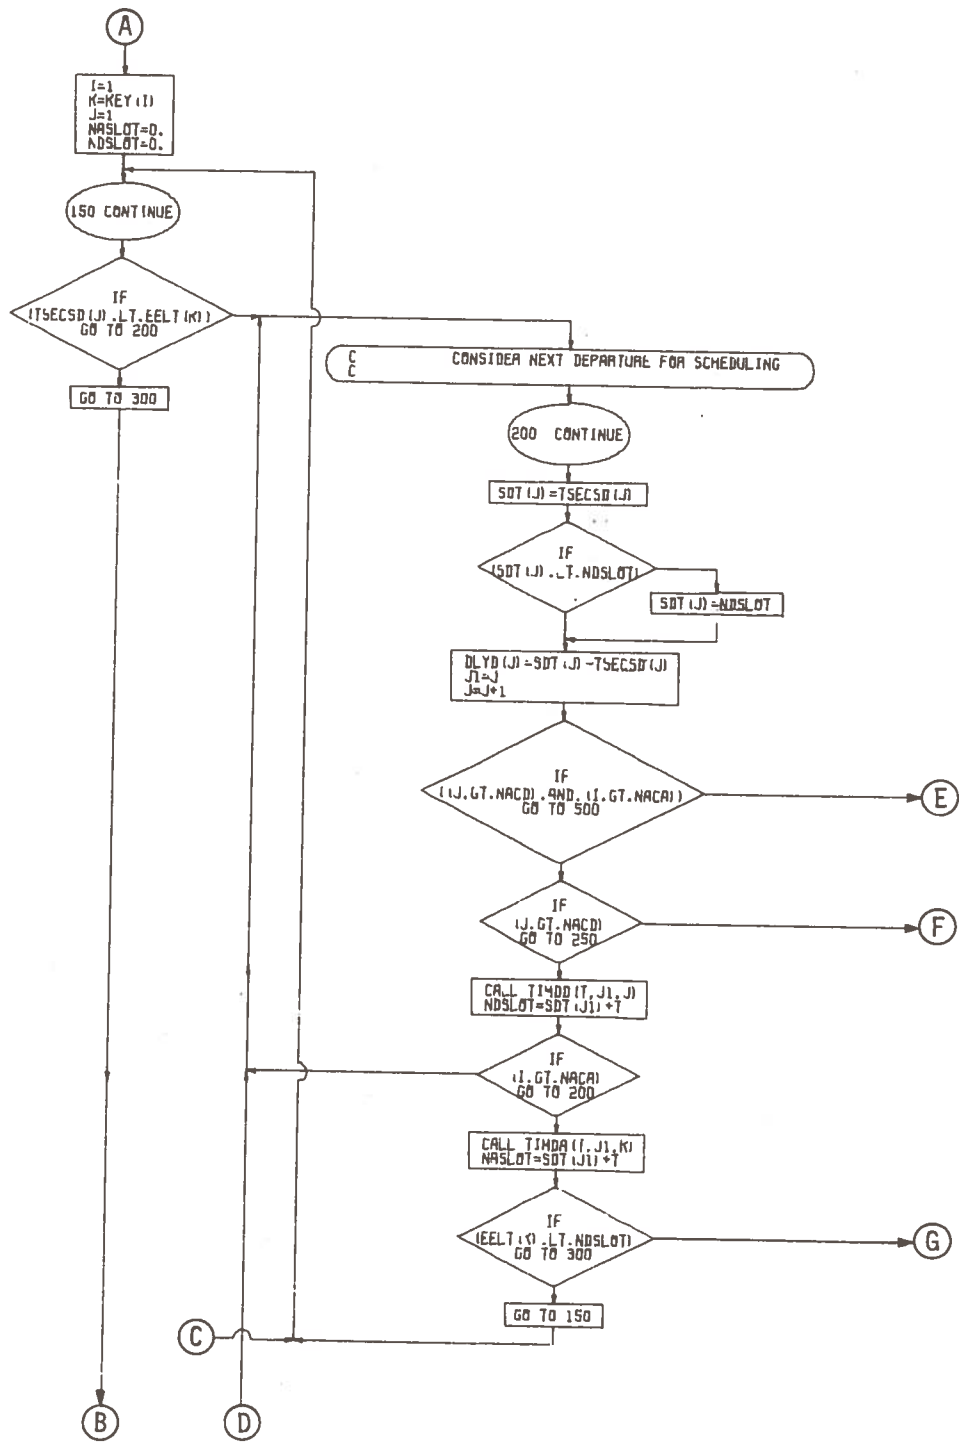 A
I=1
K=KEY(I)
J=1
NASLOT=0.
NDSLOT=0.
150 CONTINUE
IF
(TSECSD(J).LT.EELT(K))
GO TO 200
GO TO 300
C CONSIDER NEXT DEPARTURE FOR SCHEDULING
C
200 CONTINUE
SDT(J)=TSECSD(J)
IF
(SDT(J).LT.NDSLOT)
SDT(J)=NDSLOT
DLYD(J)=SDT(J)-TSECSD(J)
J1=J
J=J+1
IF
((J.GT.NACD).AND.(I.GT.NACA))
GO TO 500
E
IF
(J.GT.NACD)
GO TO 250
F
CALL TIMDD(T,J1,J)
NDSLOT=SDT(J1)+T
IF
(I.GT.NACA)
GO TO 200
CALL TIMDA(T,J1,K)
NASLOT=SDT(J1)+T
IF
(EELT(K).LT.NDSLOT)
GO TO 300
G
GO TO 150
C
B
D